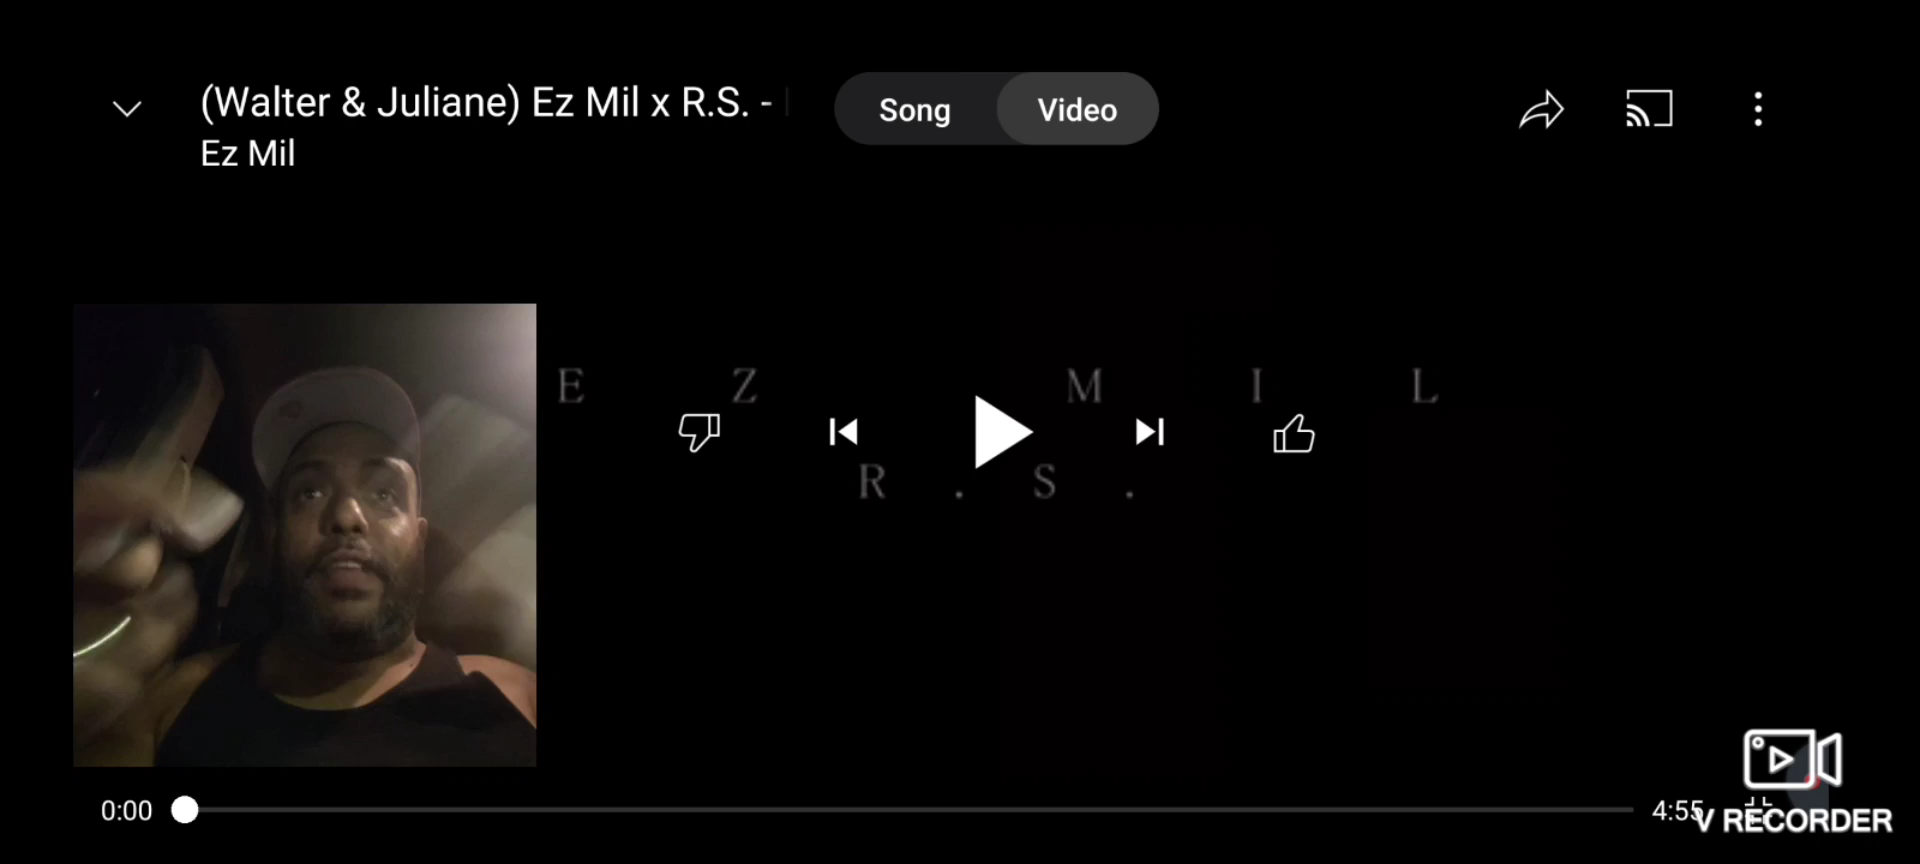 (Walter & Juliane) Ez Mil x R.S. -
Ez Mil
Song
Video
E Z M I L
R . S .
0:00
4:55
V RECORDER